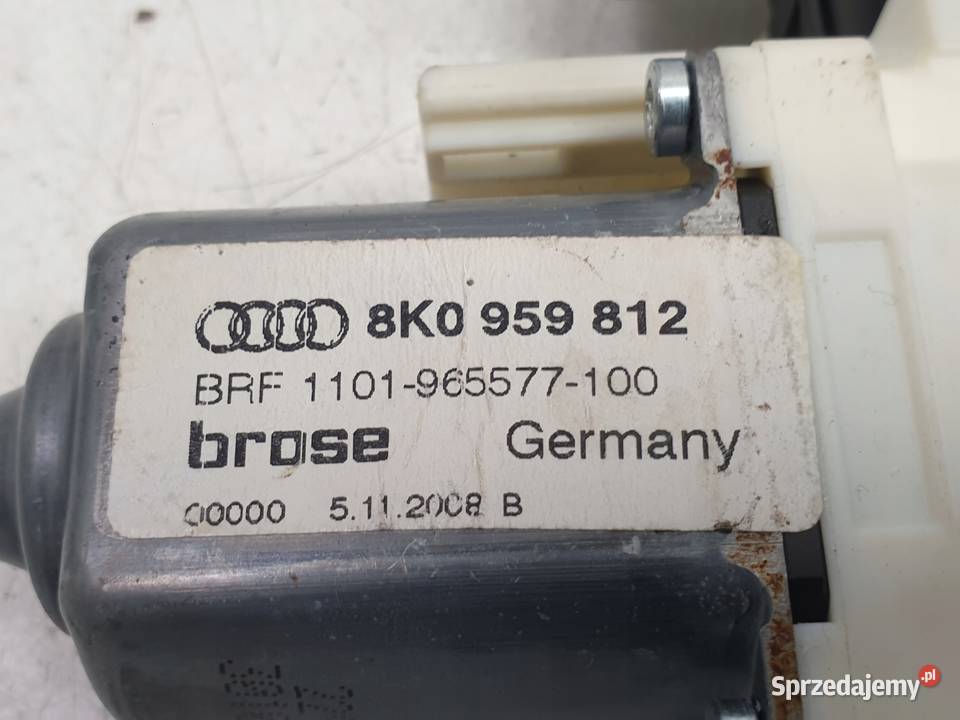 8K0 959 812
BRF 1101-965577-100
brose Germany
00000 5.11.2008 B
Sprzedajemy.pl